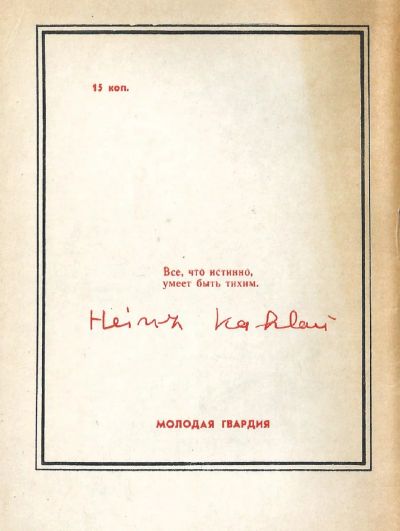 15 коп.
Все, что истинно,
умеет быть тихим.
Heinz Kahlau
МОЛОДАЯ ГВАРДИЯ